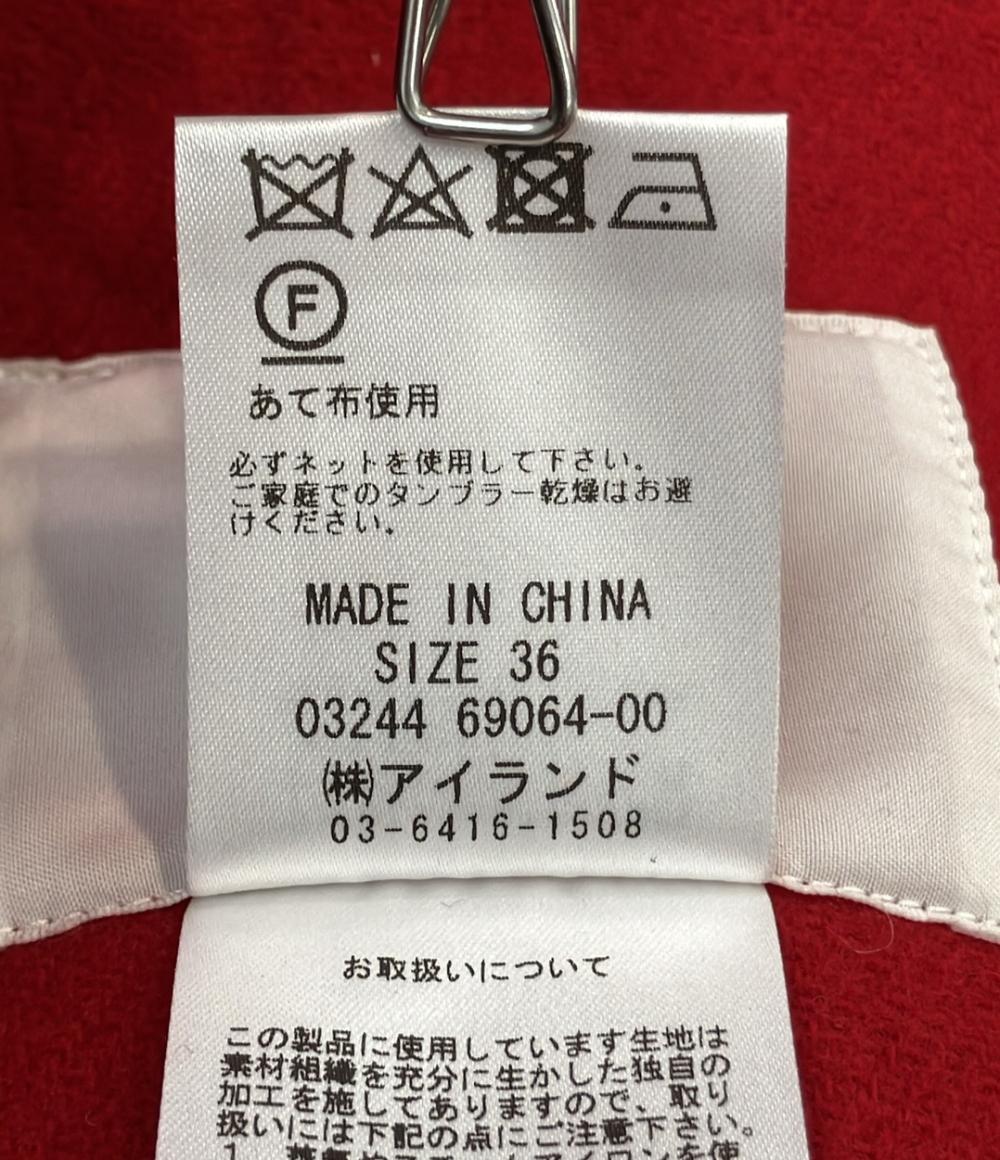 F
あて布使用
必ずネットを使用して下さい。
ご家庭でのタンブラー乾燥はお避
けください。
MADE IN CHINA
SIZE 36
03244 69064-00
㈱アイランド
03-6416-1508
お取扱いについて
この製品に使用しています生地は
素材組織を充分に生かした独自の
加工を施してありますので、取り
扱いには下記の点にご注意下さい。